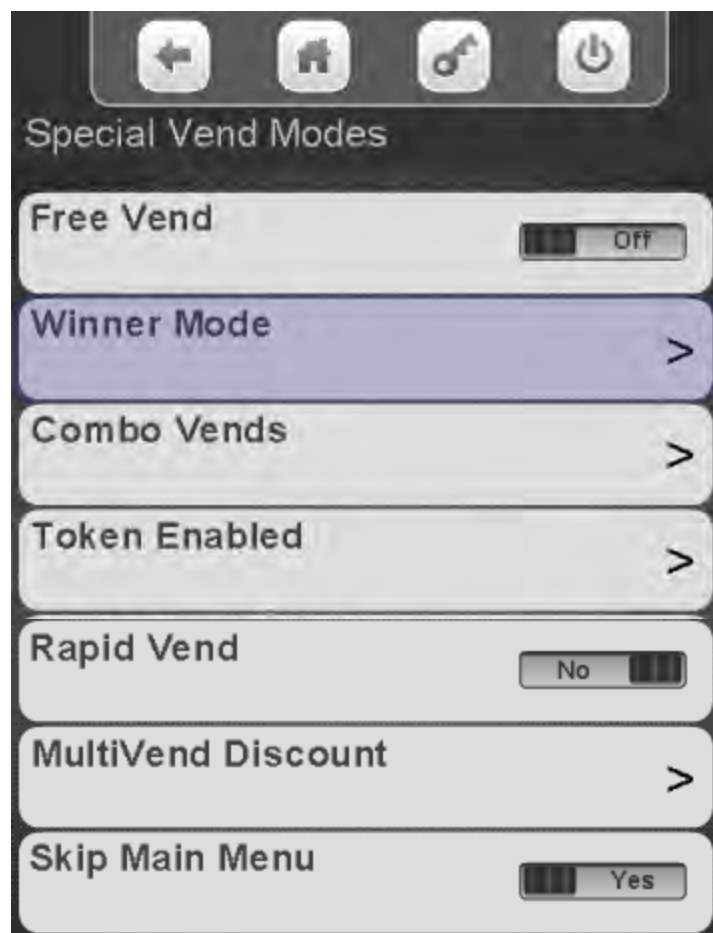 Special Vend Modes
Free Vend
Off
Winner Mode
>
Combo Vends
>
Token Enabled
>
Rapid Vend
No
MultiVend Discount
>
Skip Main Menu
Yes